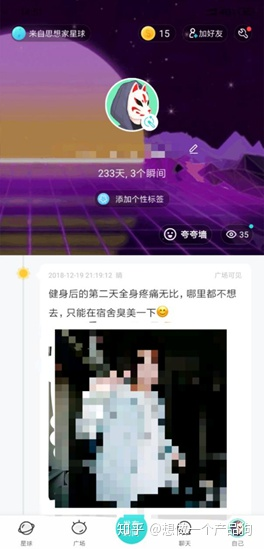 来自思想家星球
15
加好友
233天, 3个瞬间
添加个性标签
夸夸墙
35
2018-12-19 21:19:12
广场可见
健身后的第二天全身疼痛无比,哪里都不想
去,只能在宿舍臭美一下😊
星球
广场
聊天
自己
知乎 @想做一个产品狗